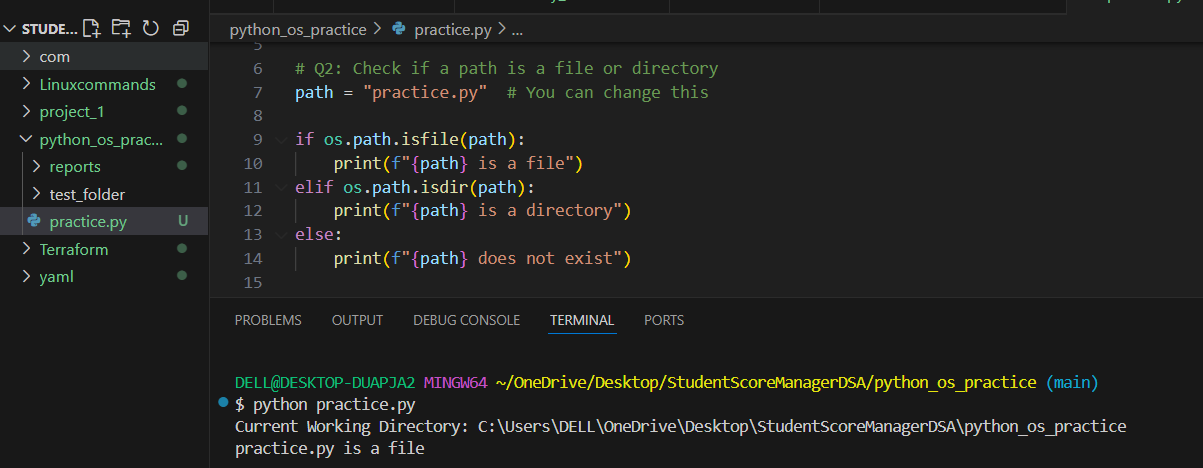 STUDE...
com
Linuxcommands
project_1
python_os_prac...
reports
test_folder
practice.py U
Terraform
yaml
python_os_practice > practice.py > ...
5
6 # Q2: Check if a path is a file or directory
7 path = "practice.py"  # You can change this
8
9 if os.path.isfile(path):
10     print(f"{path} is a file")
11 elif os.path.isdir(path):
12     print(f"{path} is a directory")
13 else:
14     print(f"{path} does not exist")
15
PROBLEMS OUTPUT DEBUG CONSOLE TERMINAL PORTS
DELL@DESKTOP-DUAPJA2 MINGW64 ~/OneDrive/Desktop/StudentScoreManagerDSA/python_os_practice (main)
$ python practice.py
Current Working Directory: C:\Users\DELL\OneDrive\Desktop\StudentScoreManagerDSA\python_os_practice
practice.py is a file